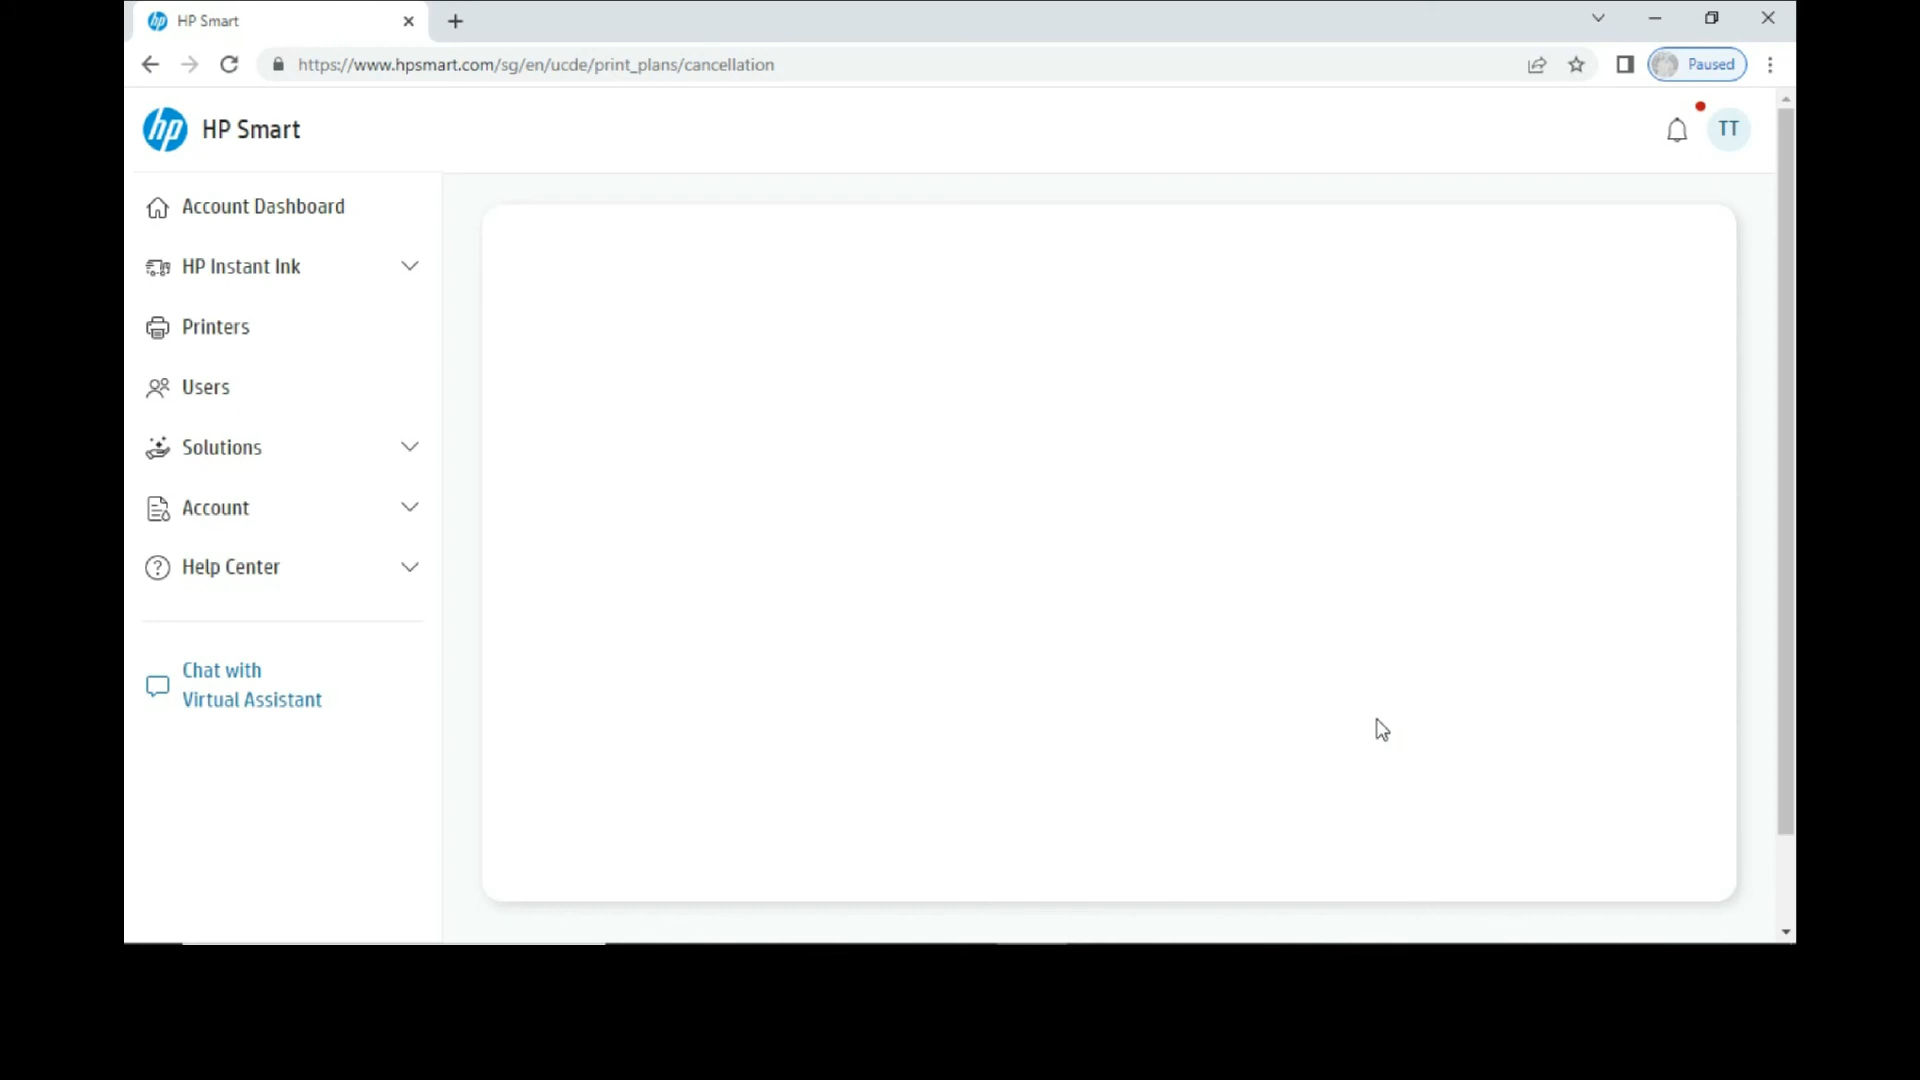 HP Smart
https://www.hpsmart.com/sg/en/ucde/print_plans/cancellation
Paused
hp HP Smart
TT
Account Dashboard
HP Instant Ink
Printers
Users
Solutions
Account
Help Center
Chat with
Virtual Assistant